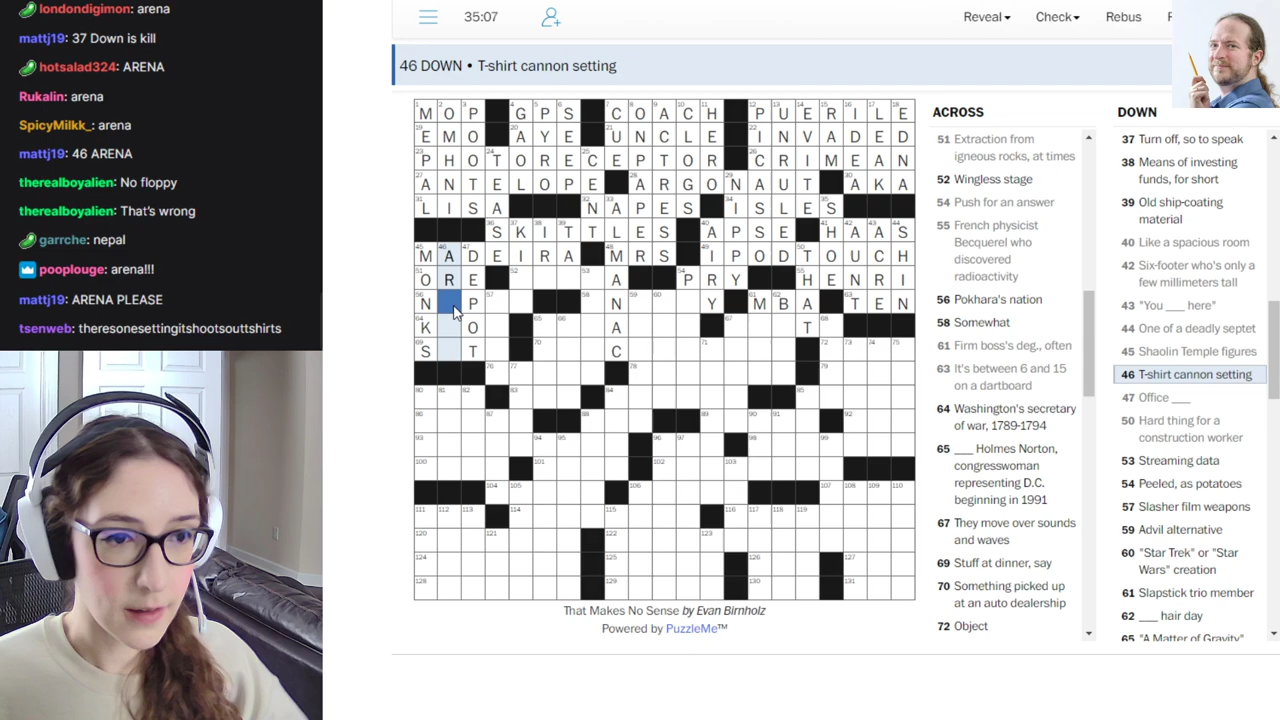 londondigimon: arena
mattj19: 37 Down is kill
hotsalad324: ARENA
Rukalin: arena
SpicyMilkk_: arena
mattj19: 46 ARENA
therealboyalien: No floppy
therealboyalien: That's wrong
garrche: nepal
pooplouge: arena!!!
mattj19: ARENA PLEASE
tsenweb: theresonesettingitshootsouttshirts
35:07
Reveal Check Rebus
46 DOWN • T-shirt cannon setting
M O P G P S C O A C H P U E R I L E
E M O A Y E U N C L E I N V A D E D
P H O T O R E C E P T O R C R I M E A N
A N T E L O P E A R G O N A U T A K A
L I S A N A P E S I S L E S
S K I T T L E S A P S E H A A S
M A D E I R A M R S I P O D T O U C H
O R E A P R Y H E N R I
N P N Y M B A T E N
K O A T
S T C
That Makes No Sense by Evan Birnholz
Powered by PuzzleMe™
ACROSS
51 Extraction from
igneous rocks, at times
52 Wingless stage
54 Push for an answer
55 French physicist
Becquerel who
discovered
radioactivity
56 Pokhara's nation
58 Somewhat
61 Firm boss's deg., often
63 It's between 6 and 15
on a dartboard
64 Washington's secretary
of war, 1789-1794
65 ___ Holmes Norton,
congresswoman
representing D.C.
beginning in 1991
67 They move over sounds
and waves
69 Stuff at dinner, say
70 Something picked up
at an auto dealership
72 Object
DOWN
37 Turn off, so to speak
38 Means of investing
funds, for short
39 Old ship-coating
material
40 Like a spacious room
42 Six-footer who's only a
few millimeters tall
43 "You ___ here"
44 One of a deadly septet
45 Shaolin Temple figures
46 T-shirt cannon setting
47 Office ___
50 Hard thing for a
construction worker
53 Streaming data
54 Peeled, as potatoes
57 Slasher film weapons
59 Advil alternative
60 "Star Trek" or "Star
Wars" creation
61 Slapstick trio member
62 ___ hair day
65 "A Matter of Gravity"